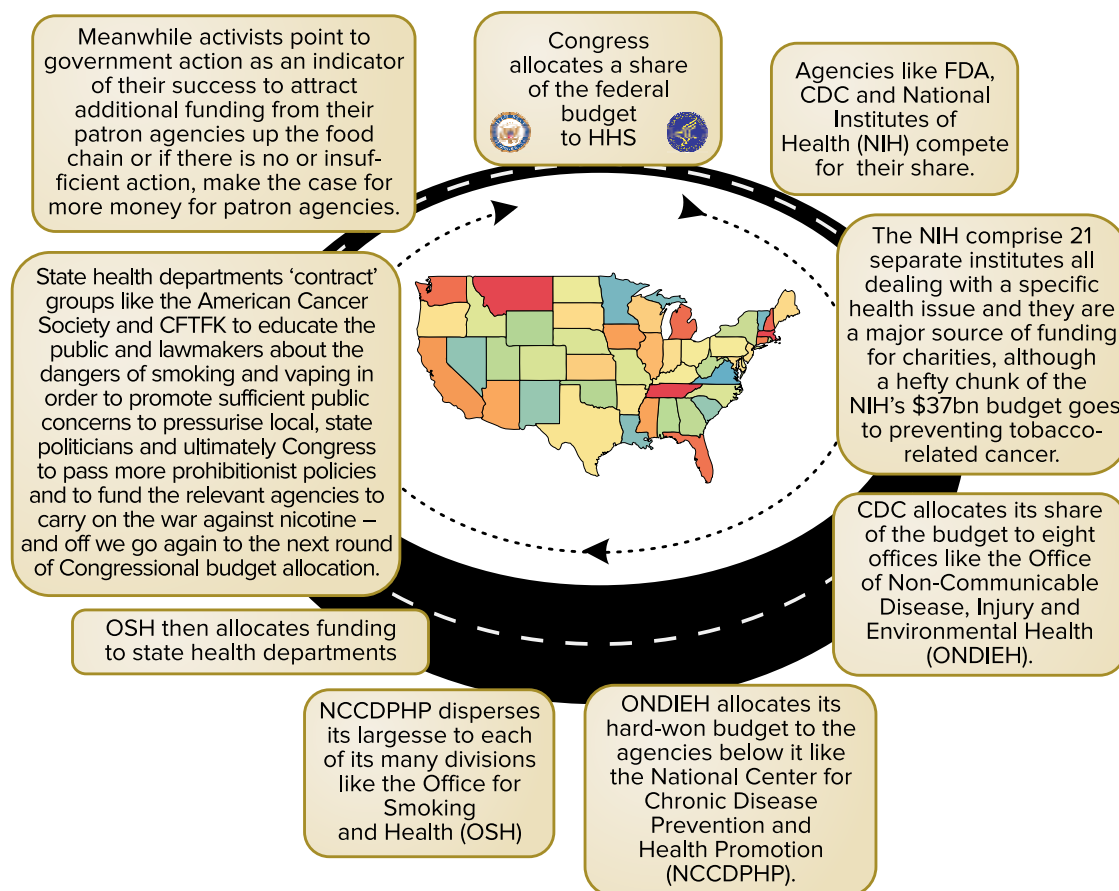 Congress
allocates a share
of the federal
budget
to HHS
Agencies like FDA,
CDC and National
Institutes of
Health (NIH) compete
for their share.
The NIH comprise 21
separate institutes all
dealing with a specific
health issue and they are
a major source of funding
for charities, although
a hefty chunk of the
NIH's $37bn budget goes
to preventing tobacco-
related cancer.
CDC allocates its share
of the budget to eight
offices like the Office
of Non-Communicable
Disease, Injury and
Environmental Health
(ONDIEH).
ONDIEH allocates its
hard-won budget to the
agencies below it like
the National Center for
Chronic Disease
Prevention and
Health Promotion
(NCCDPHP).
NCCDPHP disperses
its largesse to each
of its many divisions
like the Office for
Smoking
and Health (OSH)
OSH then allocates funding
to state health departments
State health departments ‘contract’
groups like the American Cancer
Society and CFTFK to educate the
public and lawmakers about the
dangers of smoking and vaping in
order to promote sufficient public
concerns to pressurise local, state
politicians and ultimately Congress
to pass more prohibitionist policies
and to fund the relevant agencies to
carry on the war against nicotine –
and off we go again to the next round
of Congressional budget allocation.
Meanwhile activists point to
government action as an indicator
of their success to attract
additional funding from their
patron agencies up the food
chain or if there is no or insuf-
ficient action, make the case for
more money for patron agencies.